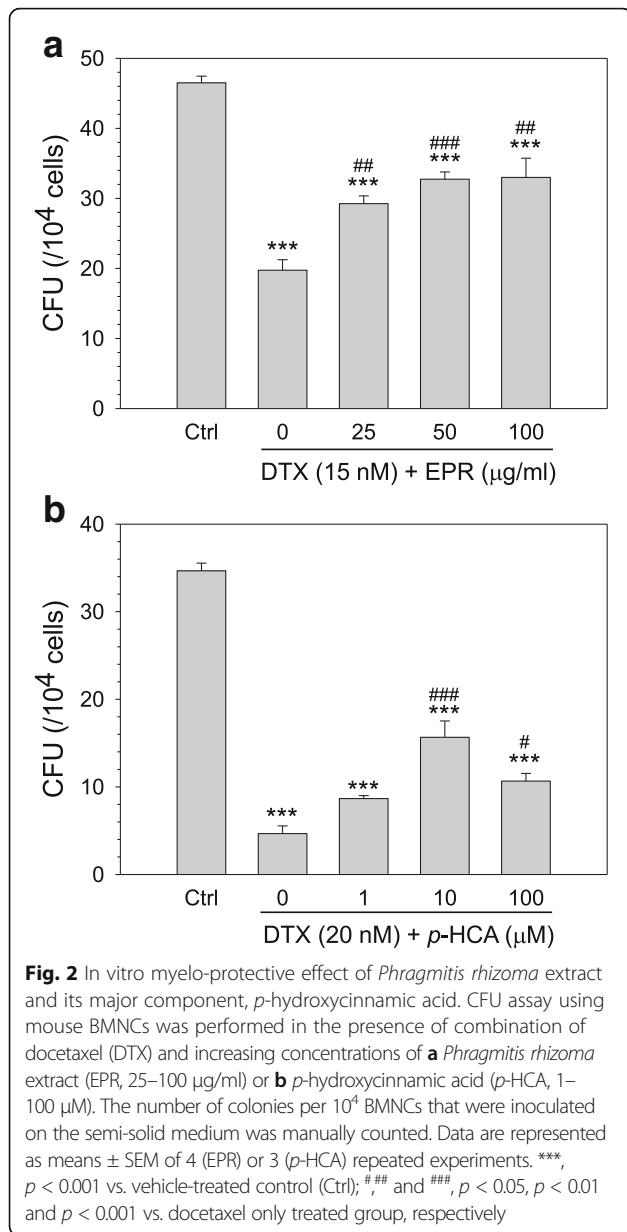 a
50
40
30
20
10
0
CFU (/10⁴ cells)
***
##
***
###
***
##
***
Ctrl 0 25 50 100
DTX (15 nM) + EPR (μg/ml)
b
40
30
20
10
0
CFU (/10⁴ cells)
***
***
###
***
#
***
Ctrl 0 1 10 100
DTX (20 nM) + p-HCA (μM)
Fig. 2 In vitro myelo-protective effect of Phragmitis rhizoma extract
and its major component, p-hydroxycinnamic acid. CFU assay using
mouse BMNCs was performed in the presence of combination of
docetaxel (DTX) and increasing concentrations of a Phragmitis rhizoma
extract (EPR, 25–100 μg/ml) or b p-hydroxycinnamic acid (p-HCA, 1–
100 μM). The number of colonies per 10⁴ BMNCs that were inoculated
on the semi-solid medium was manually counted. Data are represented
as means ± SEM of 4 (EPR) or 3 (p-HCA) repeated experiments. ***,
p < 0.001 vs. vehicle-treated control (Ctrl); #,## and ###, p < 0.05, p < 0.01
and p < 0.001 vs. docetaxel only treated group, respectively